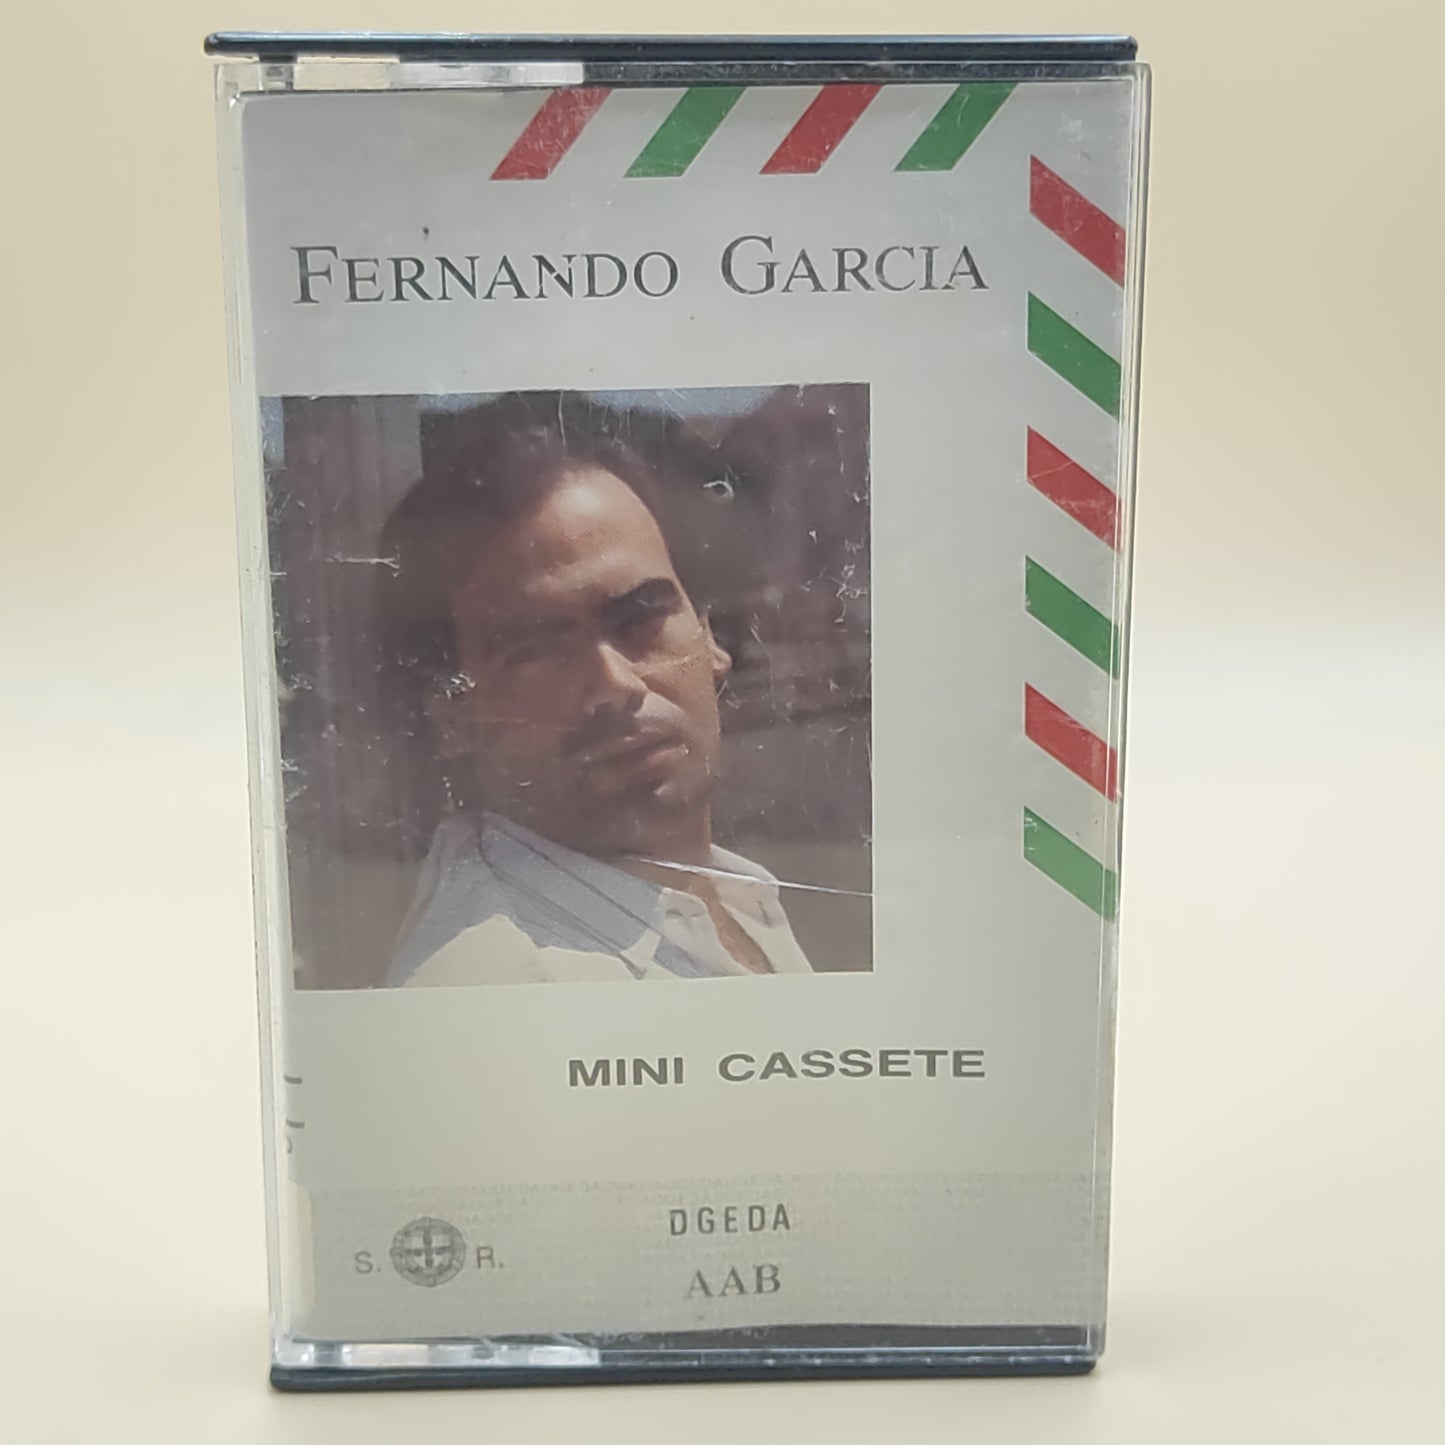 FERNANDO GARCIA
MINI CASSETE
DGEDA
S. R.
AAB